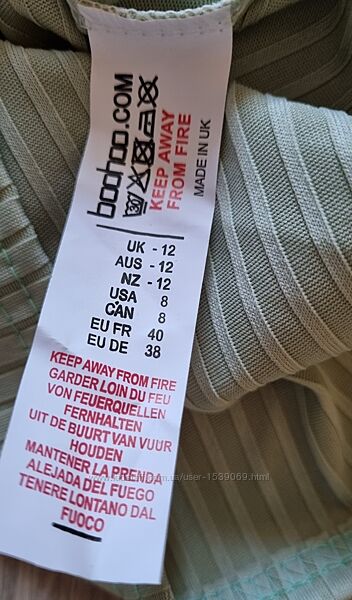 boohoo.COM
KEEP AWAY
FROM FIRE
MADE IN UK
UK - 12
AUS - 12
NZ - 12
USA 8
CAN 8
EU FR 40
EU DE 38
KEEP AWAY FROM FIRE
GARDER LOIN DU FEU
VON FEUERQUELLEN
FERNHALTEN
UIT DE BUURT VAN VUUR
HOUDEN
MANTENER LA PRENDA
ALEJADA DEL FUEGO
TENERE LONTANO DAL
FUOCO